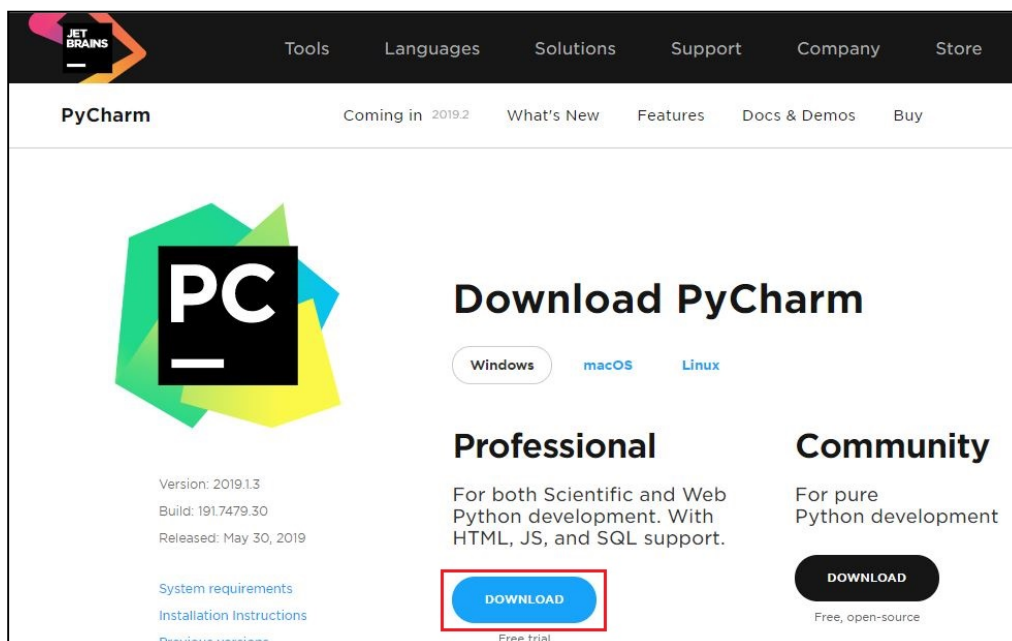 JET
BRAINS
Tools Languages Solutions Support Company Store
PyCharm Coming in 2019.2 What's New Features Docs & Demos Buy
PC
Download PyCharm
Windows macOS Linux
Professional
For both Scientific and Web
Python development. With
HTML, JS, and SQL support.
DOWNLOAD
Free trial
Community
For pure
Python development
DOWNLOAD
Free, open-source
Version: 2019.1.3
Build: 191.7479.30
Released: May 30, 2019
System requirements
Installation Instructions
Previous versions